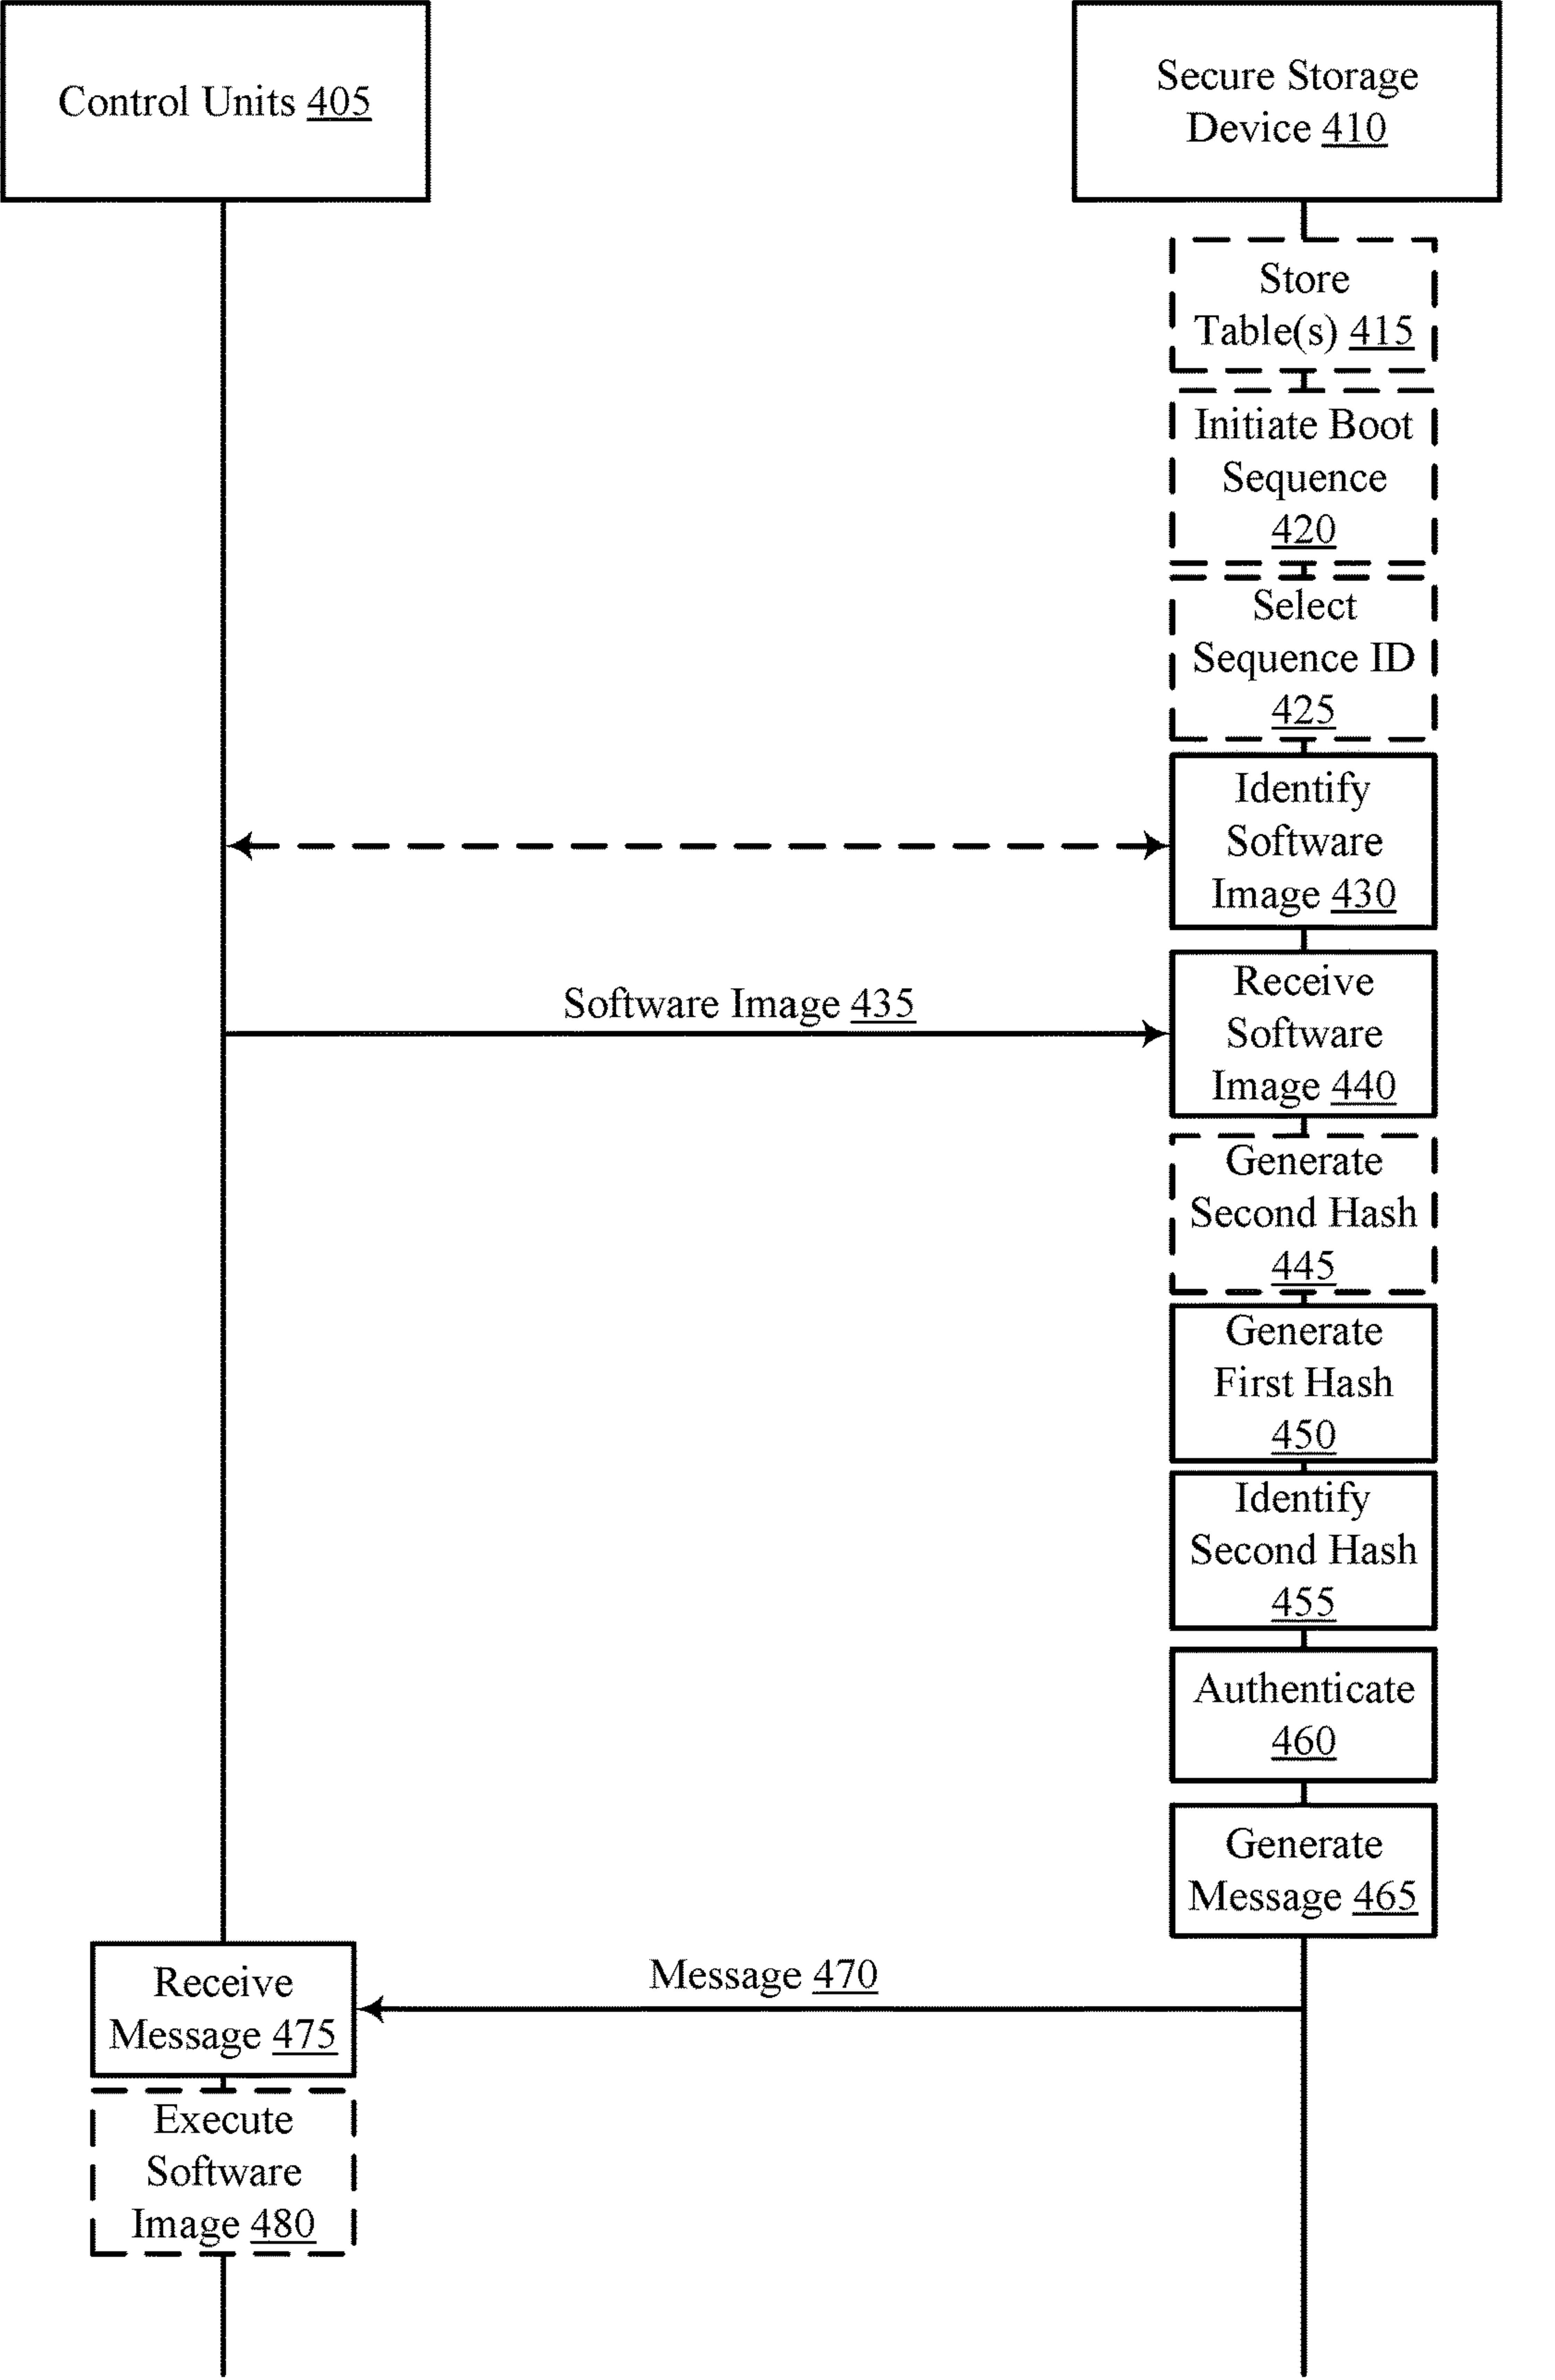 Control Units 405
Secure Storage
Device 410
Store
Table(s) 415
Initiate Boot
Sequence
420
Select
Sequence ID
425
Identify
Software
Image 430
Software Image 435
Receive
Software
Image 440
Generate
Second Hash
445
Generate
First Hash
450
Identify
Second Hash
455
Authenticate
460
Generate
Message 465
Message 470
Receive
Message 475
Execute
Software
Image 480